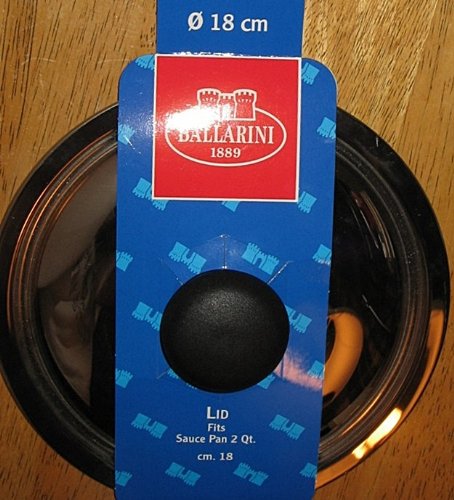 Ø 18 cm
BALLARINI
1889
LID
Fits
Sauce Pan 2 Qt.
cm. 18